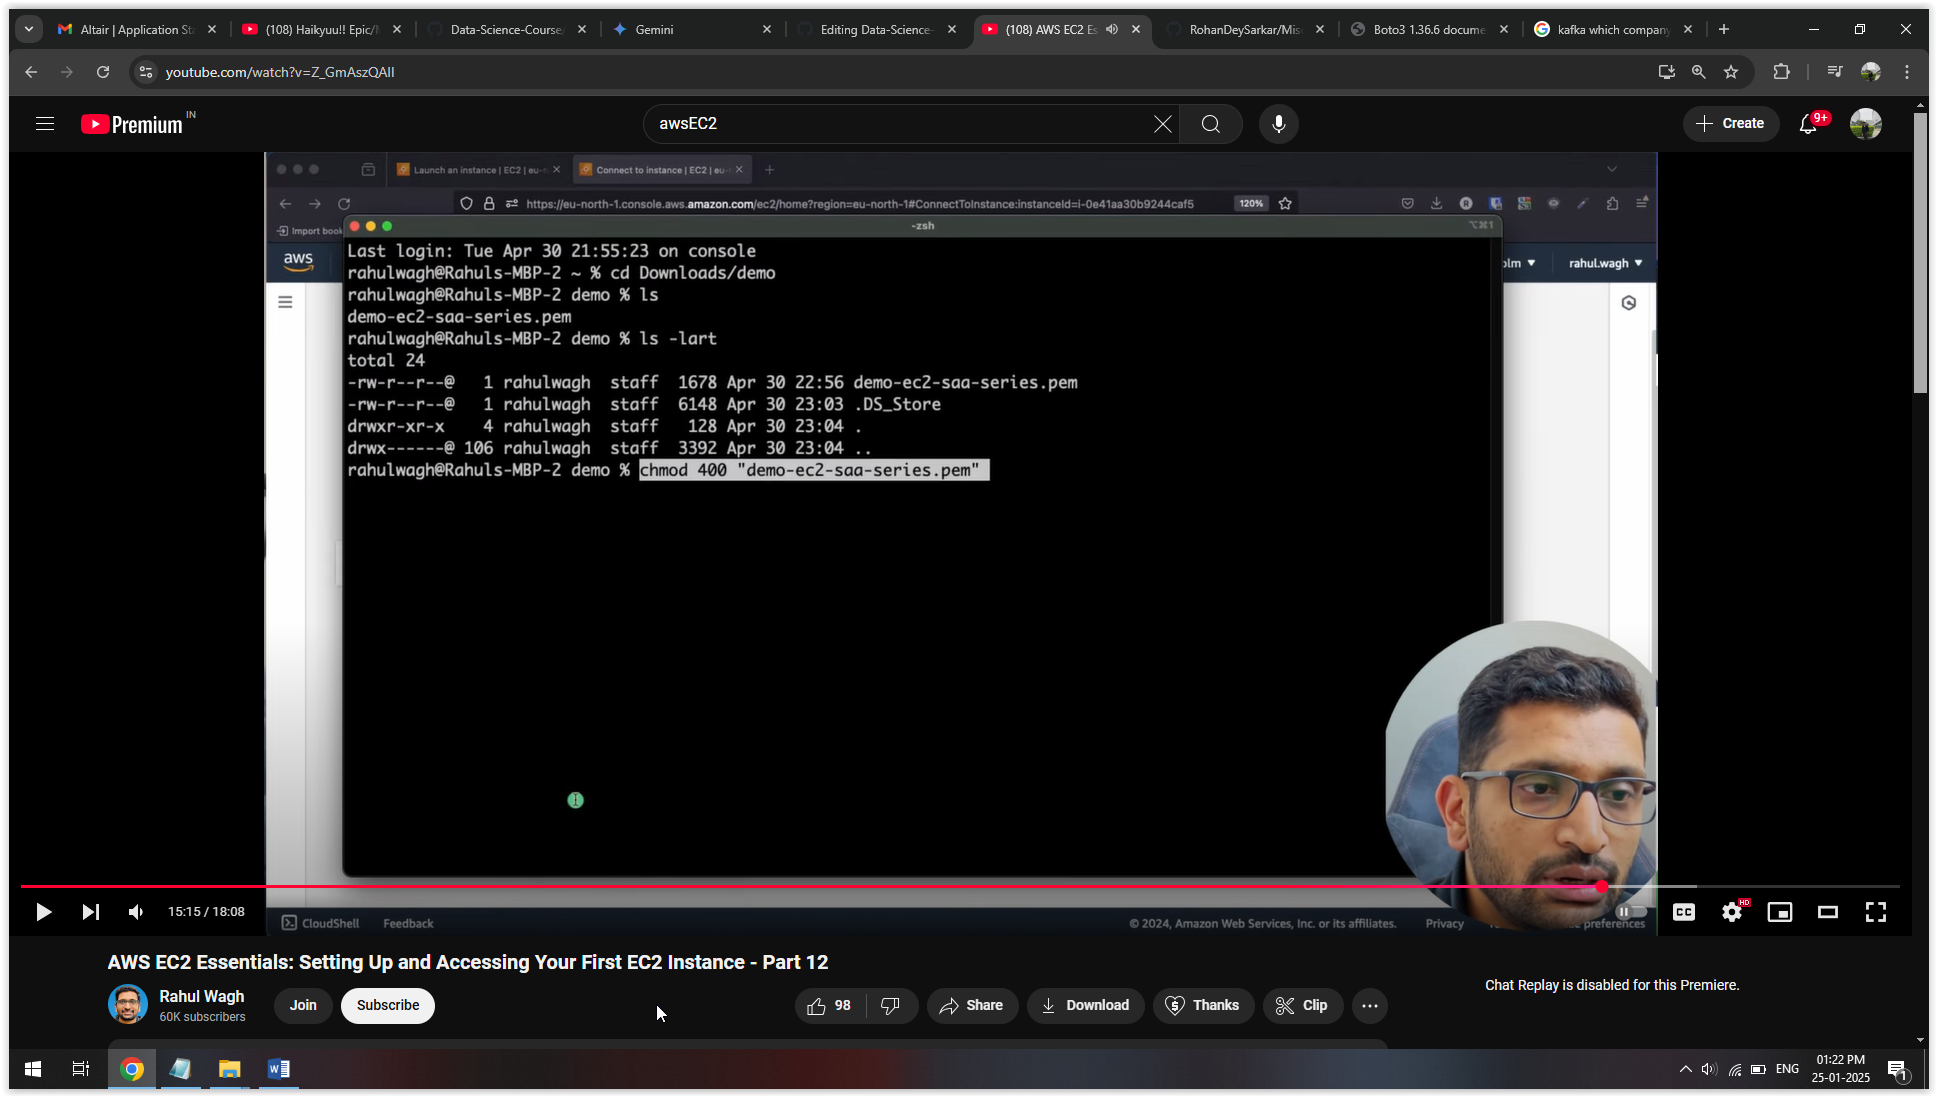 Altair | Application St
(108) Haikyuu!! Epic/
Data-Science-Course
Gemini
Editing Data-Science-
(108) AWS EC2 Es
RohanDeySarkar/Mis
Boto3 1.36.6 docume
kafka which company
youtube.com/watch?v=Z_GmAszQAII
Premium IN
awsEC2
Create
9+
Launch an instance | EC2 | eu-
Connect to instance | EC2 | eu-
https://eu-north-1.console.aws.amazon.com/ec2/home?region=eu-north-1#ConnectToInstance:instanceId=i-0e41aa30b9244caf5
120%
Import book
-zsh
⌥⌘1
aws
olm
rahul.wagh
Last login: Tue Apr 30 21:55:23 on console
rahulwagh@Rahuls-MBP-2 ~ % cd Downloads/demo
rahulwagh@Rahuls-MBP-2 demo % ls
demo-ec2-saa-series.pem
rahulwagh@Rahuls-MBP-2 demo % ls -lart
total 24
-rw-r--r--@ 1 rahulwagh staff 1678 Apr 30 22:56 demo-ec2-saa-series.pem
-rw-r--r--@ 1 rahulwagh staff 6148 Apr 30 23:03 .DS_Store
drwxr-xr-x 4 rahulwagh staff 128 Apr 30 23:04 .
drwx------@ 106 rahulwagh staff 3392 Apr 30 23:04 ..
rahulwagh@Rahuls-MBP-2 demo % chmod 400 "demo-ec2-saa-series.pem"
15:15 / 18:08
CC
HD
CloudShell
Feedback
© 2024, Amazon Web Services, Inc. or its affiliates.
Privacy
preferences
AWS EC2 Essentials: Setting Up and Accessing Your First EC2 Instance - Part 12
Rahul Wagh
60K subscribers
Join
Subscribe
98
Share
Download
Thanks
Clip
Chat Replay is disabled for this Premiere.
ENG
01:22 PM
25-01-2025
1